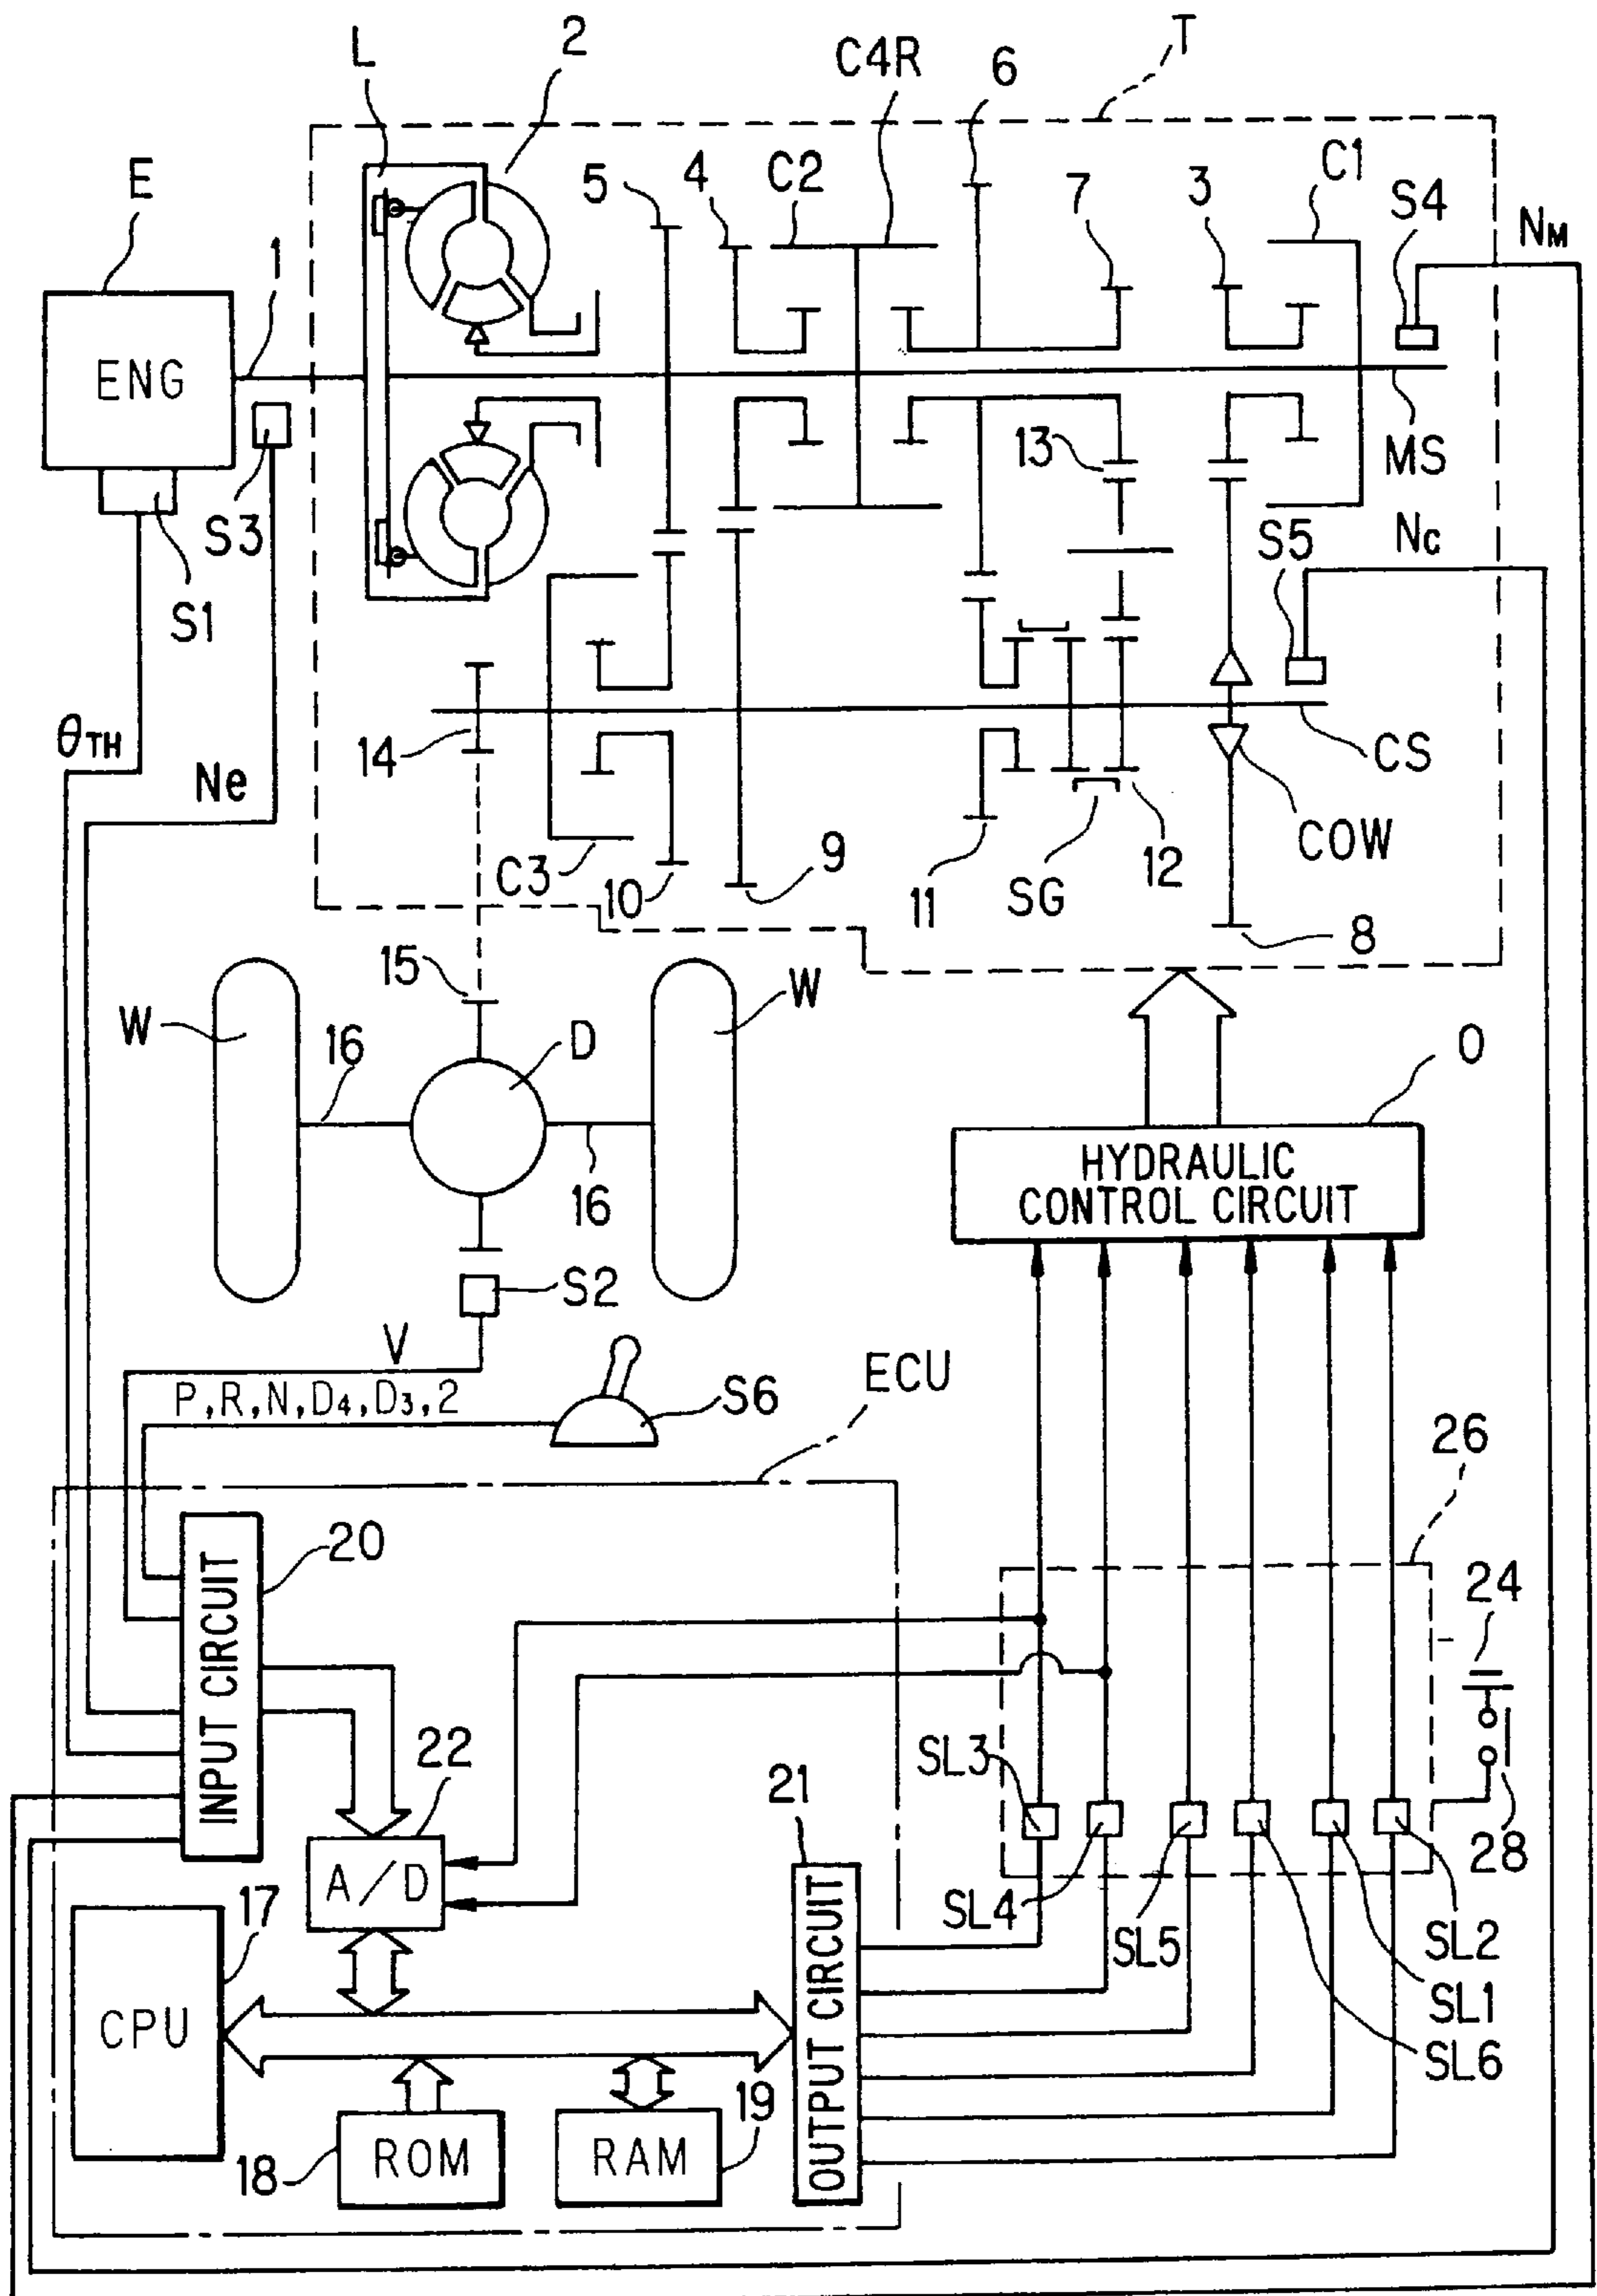 T
L
2
C4R
6
E
5
4
C2
7
3
C1
S4
NM
1
ENG
13
MS
S3
S1
S5
NC
θTH
Ne
14
CS
C3
10
9
11
SG
12
COW
8
15
W
16
D
W
16
O
HYDRAULIC
CONTROL CIRCUIT
S2
V
P,R,N,D4,D3,2
S6
ECU
26
20
24
INPUT CIRCUIT
22
SL3
21
28
A/D
17
SL4
SL5
SL2
SL1
SL6
CPU
OUTPUT CIRCUIT
18
ROM
RAM
19